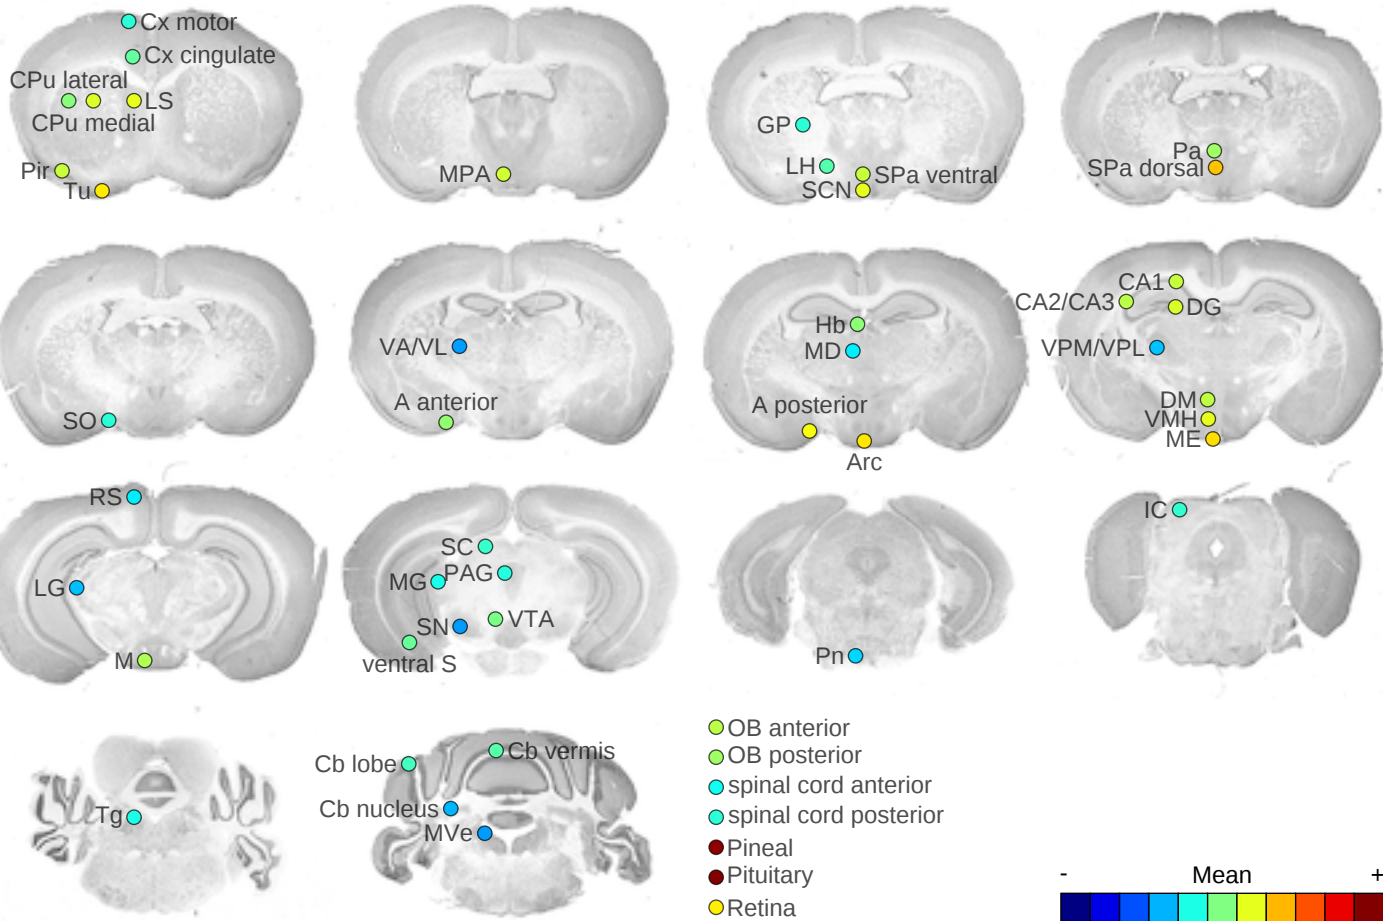 Cx motor
Cx cingulate
CPu lateral
LS
CPu medial
Pir
Tu
MPA
GP
LH
SPa ventral
SCN
Pa
SPa dorsal
SO
VA/VL
A anterior
Hb
MD
A posterior
Arc
CA1
CA2/CA3
DG
VPM/VPL
DM
VMH
ME
RS
LG
M
SC
MG PAG
SN VTA
ventral S
Pn
IC
Tg
Cb lobe
Cb vermis
Cb nucleus
MVe
OB anterior
OB posterior
spinal cord anterior
spinal cord posterior
Pineal
Pituitary
Retina
- Mean +